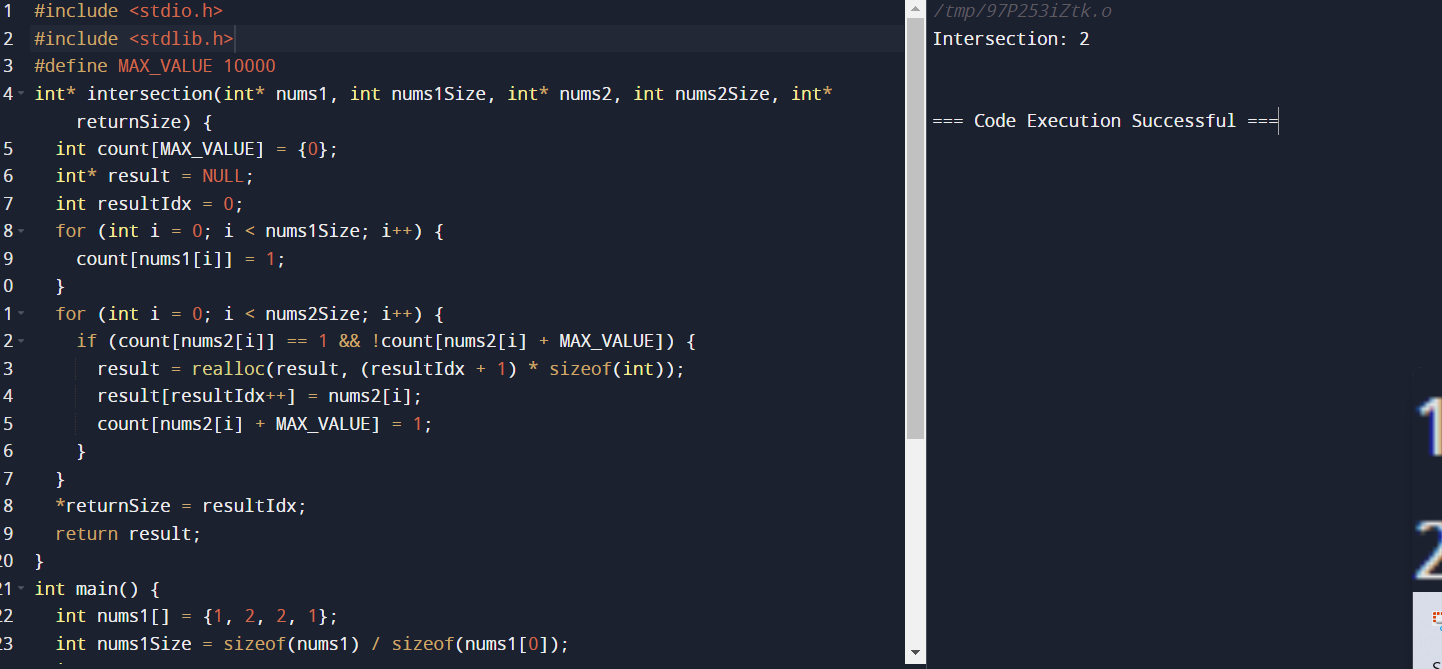 1 #include <stdio.h>
2 #include <stdlib.h>
3 #define MAX_VALUE 10000
4 int* intersection(int* nums1, int nums1Size, int* nums2, int nums2Size, int*
returnSize) {
5 int count[MAX_VALUE] = {0};
6 int* result = NULL;
7 int resultIdx = 0;
8 for (int i = 0; i < nums1Size; i++) {
9 count[nums1[i]] = 1;
0 }
1 for (int i = 0; i < nums2Size; i++) {
2 if (count[nums2[i]] == 1 && !count[nums2[i] + MAX_VALUE]) {
3 result = realloc(result, (resultIdx + 1) * sizeof(int));
4 result[resultIdx++] = nums2[i];
5 count[nums2[i] + MAX_VALUE] = 1;
6 }
7 }
8 *returnSize = resultIdx;
9 return result;
20 }
21 int main() {
22 int nums1[] = {1, 2, 2, 1};
23 int nums1Size = sizeof(nums1) / sizeof(nums1[0]);
/tmp/97P253iZtk.o
Intersection: 2
=== Code Execution Successful ===
1
2